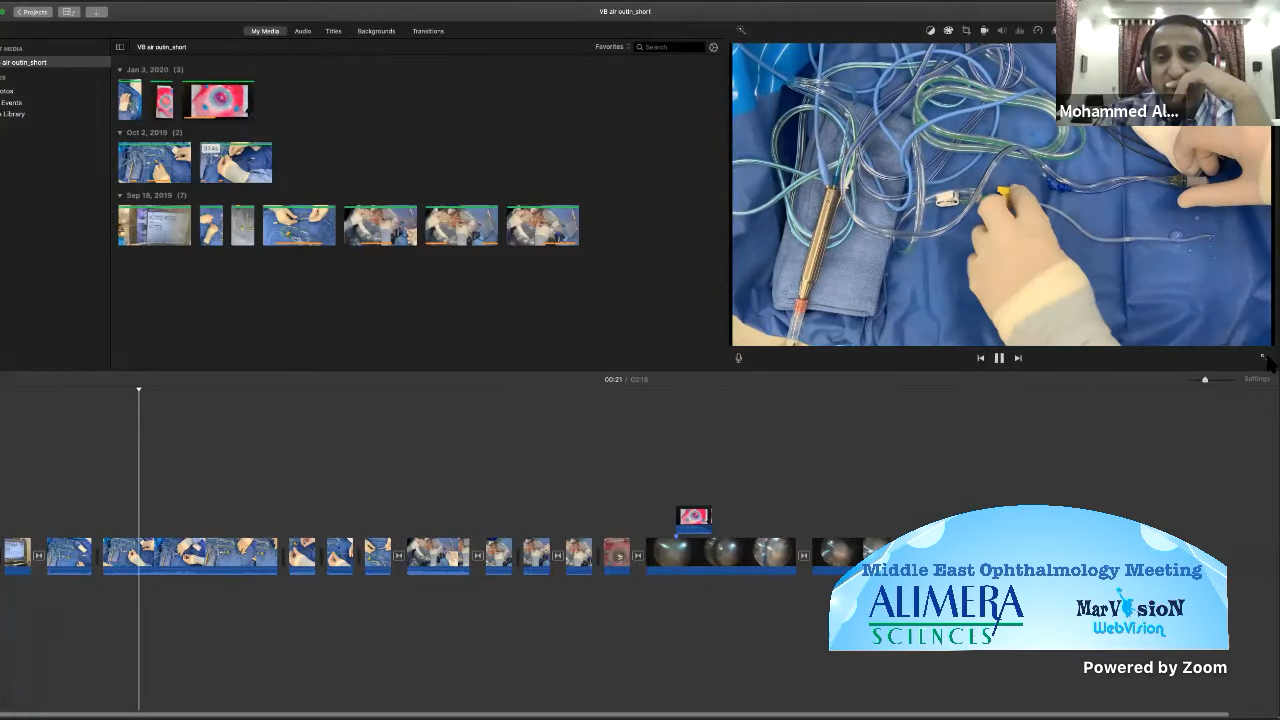 Projects
VB air outin_short
My Media
Audio
Titles
Backgrounds
Transitions
T MEDIA
air outin_short
VB air outin_short
Favorites
Search
Jan 3, 2020 (3)
Oct 2, 2019 (2)
Sep 18, 2019 (7)
otos
Events
e Library
Mohammed Al...
00:21 / 02:18
Settings
Middle East Ophthalmology Meeting
ALIMERA
SCIENCES
MarVisioN
WebVision
Powered by Zoom